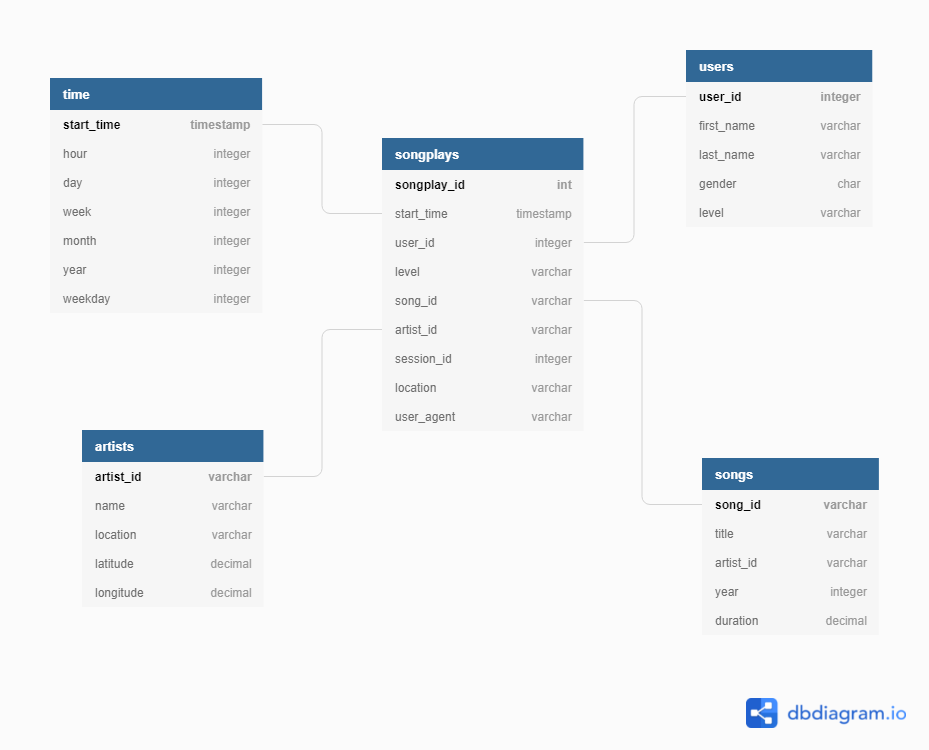 time
start_time timestamp
hour integer
day integer
week integer
month integer
year integer
weekday integer
songplays
songplay_id int
start_time timestamp
user_id integer
level varchar
song_id varchar
artist_id varchar
session_id integer
location varchar
user_agent varchar
users
user_id integer
first_name varchar
last_name varchar
gender char
level varchar
artists
artist_id varchar
name varchar
location varchar
latitude decimal
longitude decimal
songs
song_id varchar
title varchar
artist_id varchar
year integer
duration decimal
dbdiagram.io